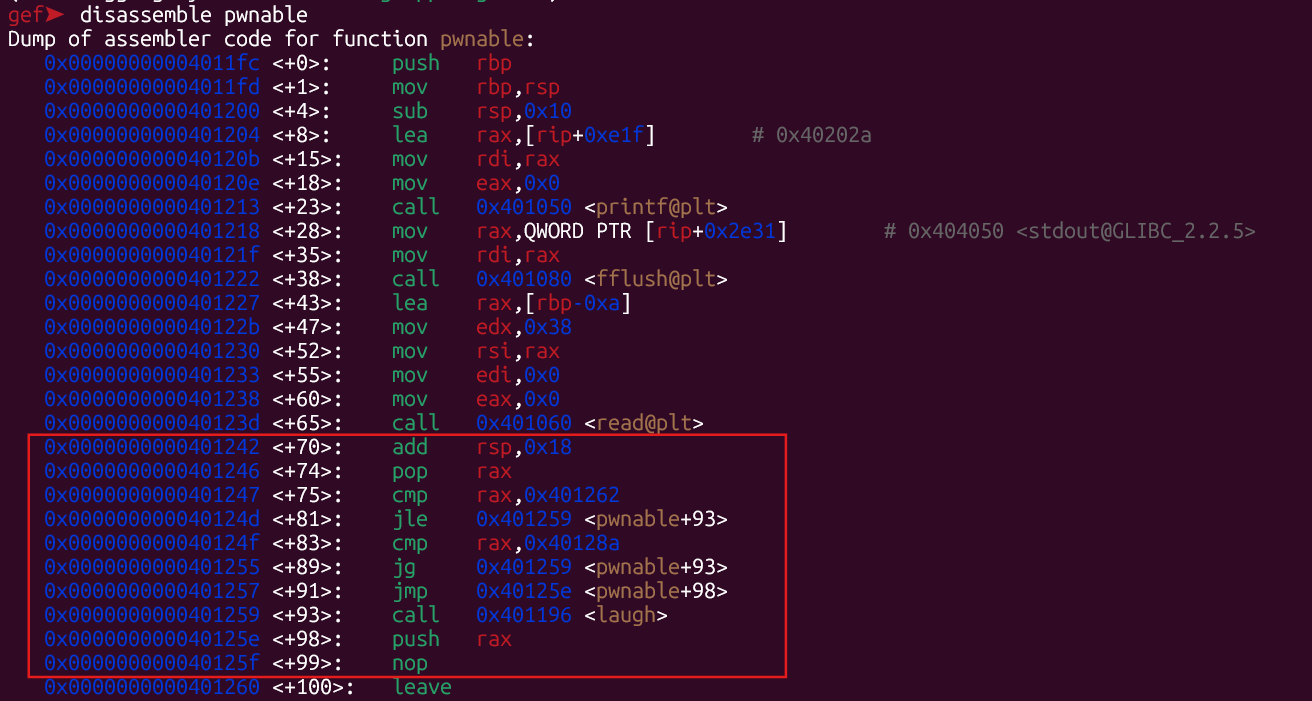 gef➤ disassemble pwnable
Dump of assembler code for function pwnable:
0x00000000004011fc <+0>: push rbp
0x00000000004011fd <+1>: mov rbp,rsp
0x0000000000401200 <+4>: sub rsp,0x10
0x0000000000401204 <+8>: lea rax,[rip+0xe1f] # 0x40202a
0x000000000040120b <+15>: mov rdi,rax
0x000000000040120e <+18>: mov eax,0x0
0x0000000000401213 <+23>: call 0x401050 <printf@plt>
0x0000000000401218 <+28>: mov rax,QWORD PTR [rip+0x2e31] # 0x404050 <stdout@GLIBC_2.2.5>
0x000000000040121f <+35>: mov rdi,rax
0x0000000000401222 <+38>: call 0x401080 <fflush@plt>
0x0000000000401227 <+43>: lea rax,[rbp-0xa]
0x000000000040122b <+47>: mov edx,0x38
0x0000000000401230 <+52>: mov rsi,rax
0x0000000000401233 <+55>: mov edi,0x0
0x0000000000401238 <+60>: mov eax,0x0
0x000000000040123d <+65>: call 0x401060 <read@plt>
0x0000000000401242 <+70>: add rsp,0x18
0x0000000000401246 <+74>: pop rax
0x0000000000401247 <+75>: cmp rax,0x401262
0x000000000040124d <+81>: jle 0x401259 <pwnable+93>
0x000000000040124f <+83>: cmp rax,0x40128a
0x0000000000401255 <+89>: jg 0x401259 <pwnable+93>
0x0000000000401257 <+91>: jmp 0x40125e <pwnable+98>
0x0000000000401259 <+93>: call 0x401196 <laugh>
0x000000000040125e <+98>: push rax
0x000000000040125f <+99>: nop
0x0000000000401260 <+100>: leave